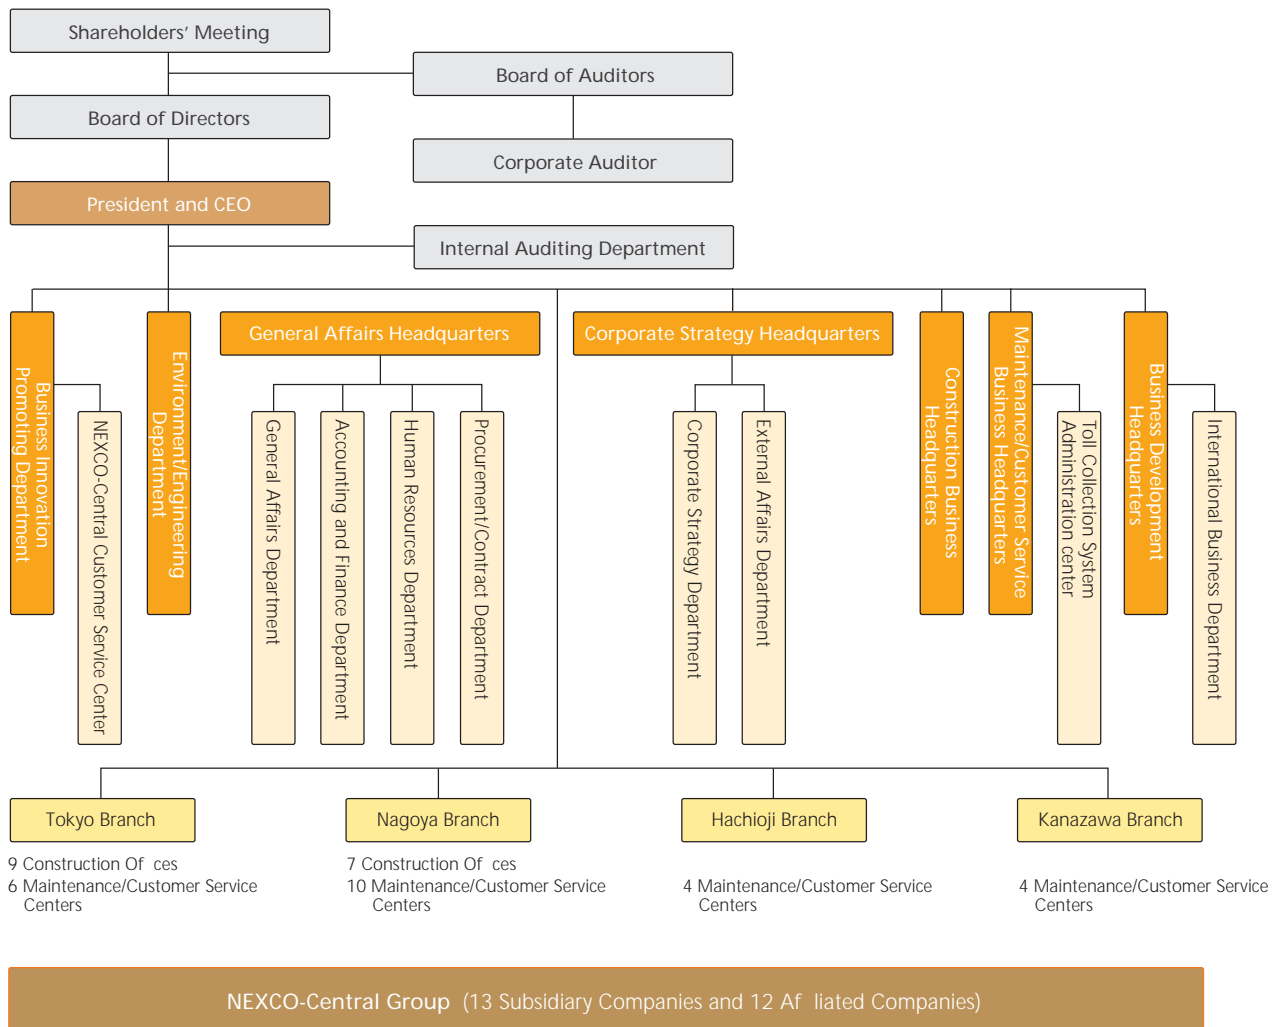 Shareholders' Meeting
Board of Auditors
Board of Directors
Corporate Auditor
President and CEO
Internal Auditing Department
Business Innovation
Promoting Department
NEXCO-Central Customer Service Center
Environment/Engineering
Department
General Affairs Headquarters
General Affairs Department
Accounting and Finance Department
Human Resources Department
Procurement/Contract Department
Corporate Strategy Headquarters
Corporate Strategy Department
External Affairs Department
Construction Business
Headquarters
Maintenance/Customer Service
Business Headquarters
Toll Collection System
Administration center
Business Development
Headquarters
International Business Department
Tokyo Branch
9 Construction Of ces
6 Maintenance/Customer Service
Centers
Nagoya Branch
7 Construction Of ces
10 Maintenance/Customer Service
Centers
Hachioji Branch
4 Maintenance/Customer Service
Centers
Kanazawa Branch
4 Maintenance/Customer Service
Centers
NEXCO-Central Group (13 Subsidiary Companies and 12 Af liated Companies)